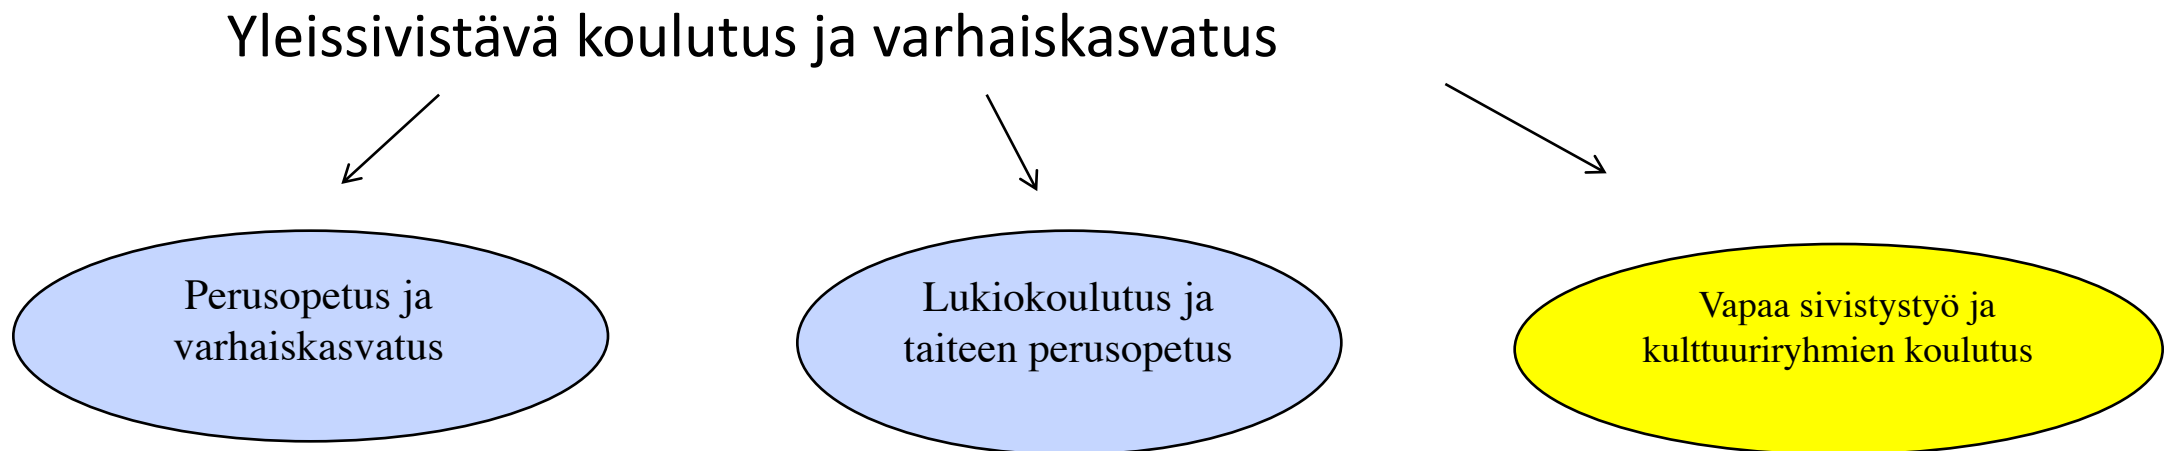 Yleissivistävä koulutus ja varhaiskasvatus
Perusopetus ja
varhaiskasvatus
Lukiokoulutus ja
taiteen perusopetus
Vapaa sivistystyö ja
kulttuuriryhmien koulutus